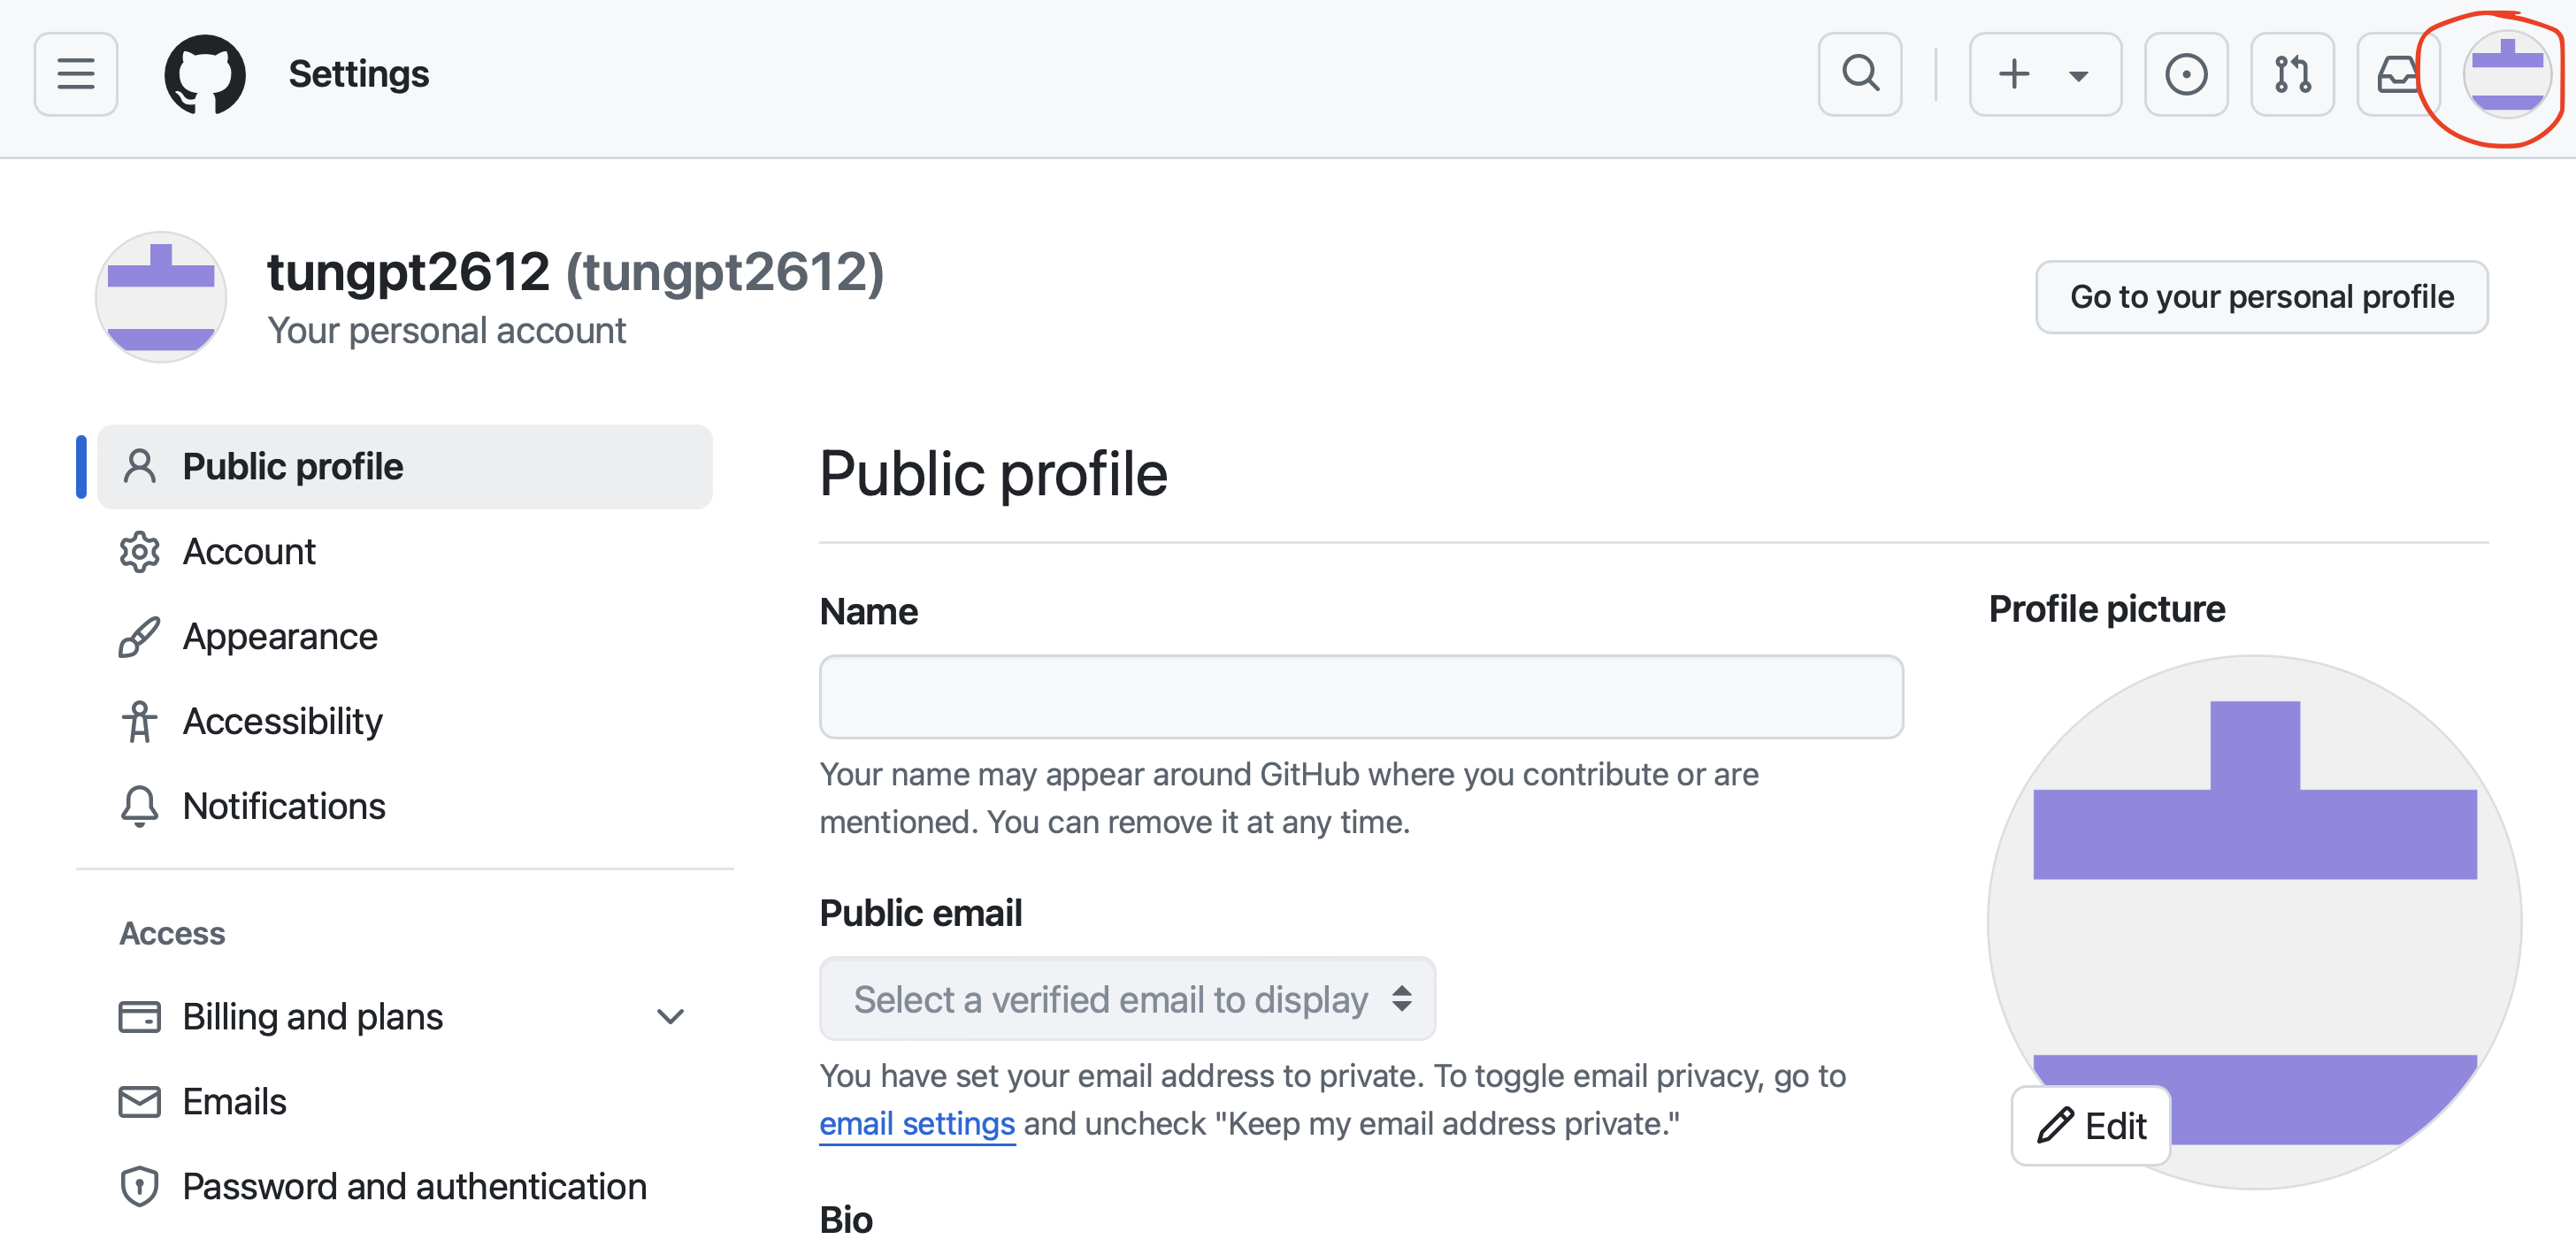 Settings
tungpt2612 (tungpt2612)
Your personal account
Go to your personal profile
Public profile
Account
Appearance
Accessibility
Notifications
Access
Billing and plans
Emails
Password and authentication
Public profile
Name
Your name may appear around GitHub where you contribute or are
mentioned. You can remove it at any time.
Public email
Select a verified email to display
You have set your email address to private. To toggle email privacy, go to
email settings and uncheck "Keep my email address private."
Bio
Profile picture
Edit